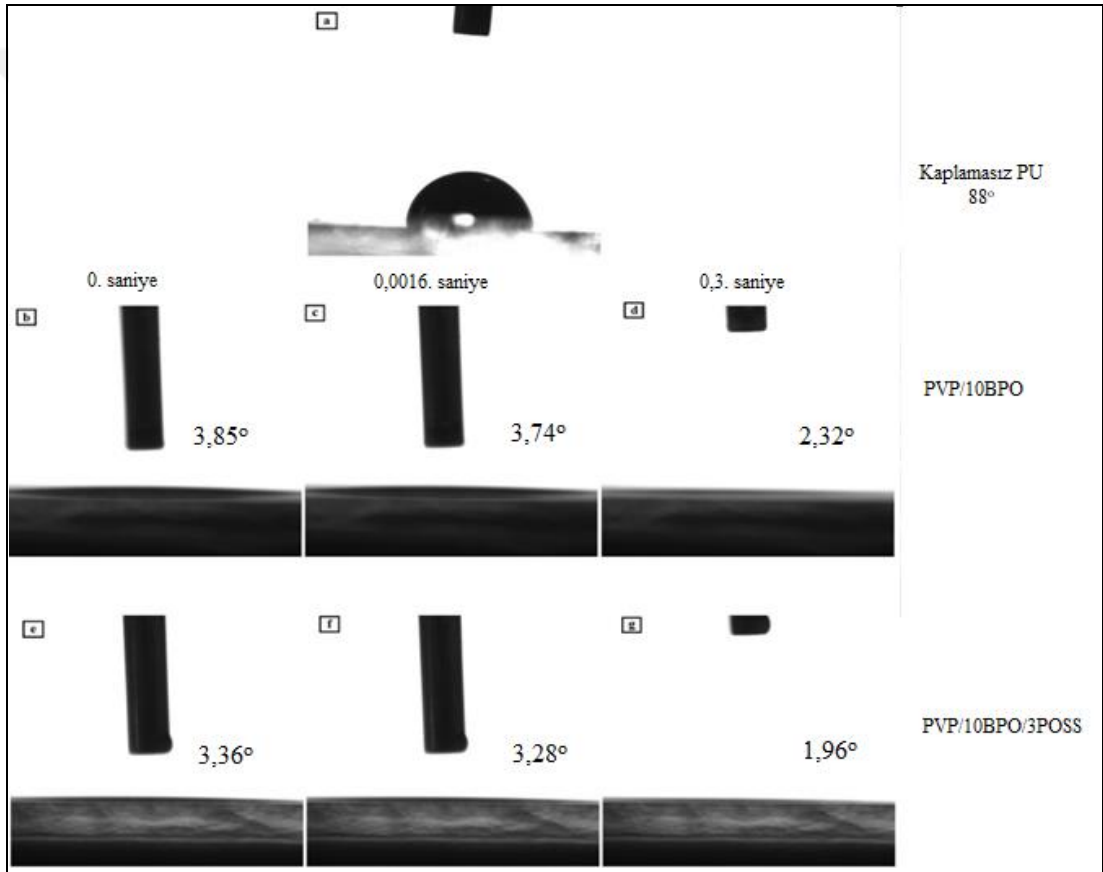 a
Kaplamasız PU
88°
0. saniye
0,0016. saniye
0,3. saniye
b
c
d
PVP/10BPO
3,85°
3,74°
2,32°
e
f
g
PVP/10BPO/3POSS
3,36°
3,28°
1,96°